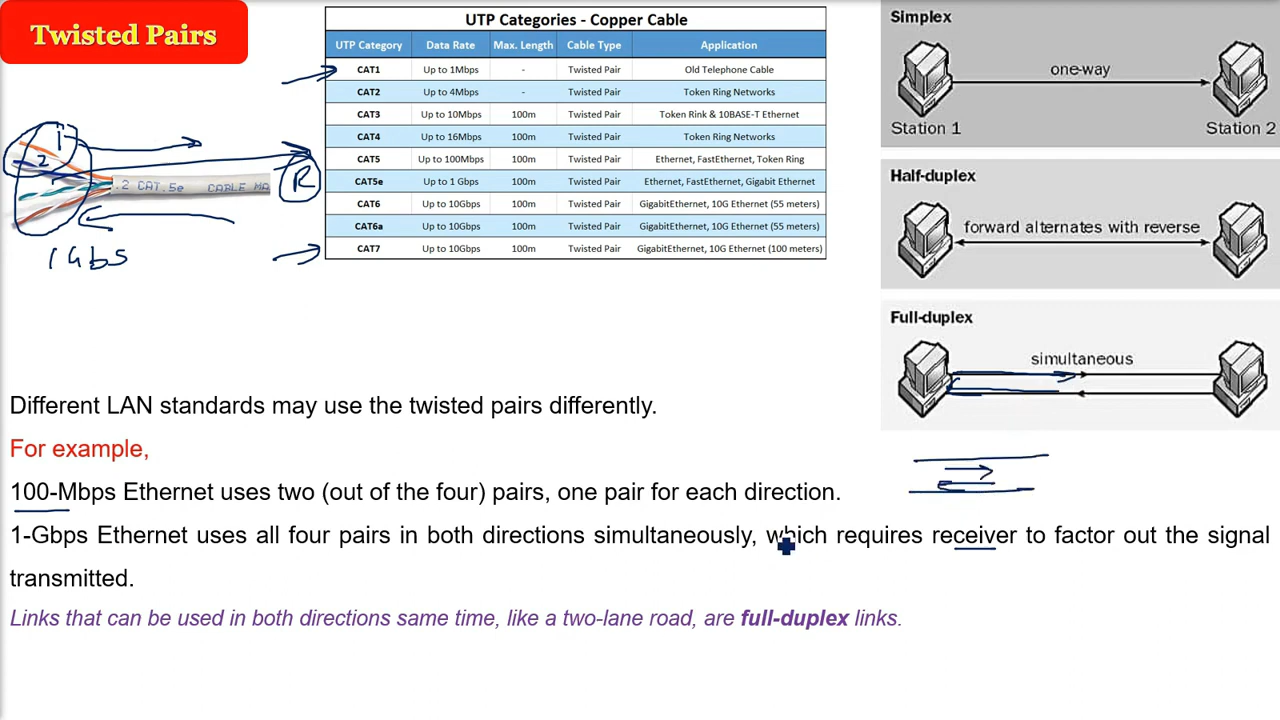 Twisted Pairs
UTP Categories - Copper Cable
UTP Category Data Rate Max. Length Cable Type Application
CAT1 Up to 1Mbps - Twisted Pair Old Telephone Cable
CAT2 Up to 4Mbps - Twisted Pair Token Ring Networks
CAT3 Up to 10Mbps 100m Twisted Pair Token Rink & 10BASE-T Ethernet
CAT4 Up to 16Mbps 100m Twisted Pair Token Ring Networks
CAT5 Up to 100Mbps 100m Twisted Pair Ethernet, FastEthernet, Token Ring
CAT5e Up to 1 Gbps 100m Twisted Pair Ethernet, FastEthernet, Gigabit Ethernet
CAT6 Up to 10Gbps 100m Twisted Pair GigabitEthernet, 10G Ethernet (55 meters)
CAT6a Up to 10Gbps 100m Twisted Pair GigabitEthernet, 10G Ethernet (55 meters)
CAT7 Up to 10Gbps 100m Twisted Pair GigabitEthernet, 10G Ethernet (100 meters)
1
2
R
.2 CAT.5e CABLE MA
1Gbs
Simplex
one-way
Station 1 Station 2
Half-duplex
forward alternates with reverse
Full-duplex
simultaneous
Different LAN standards may use the twisted pairs differently.
For example,
100-Mbps Ethernet uses two (out of the four) pairs, one pair for each direction.
1-Gbps Ethernet uses all four pairs in both directions simultaneously, which requires receiver to factor out the signal
transmitted.
Links that can be used in both directions same time, like a two-lane road, are full-duplex links.